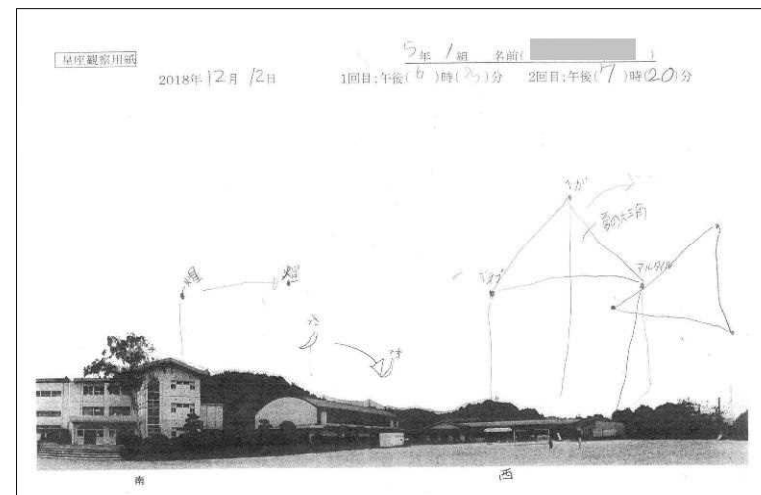 星座観察用紙
5年 1組 名前( )
2018年 12月 12日 1回目:午後(6)時( )分 2回目:午後(7)時(20)分
ベガ
夏の大三角
デネブ アルタイル
火星 火星
月 月
南 西